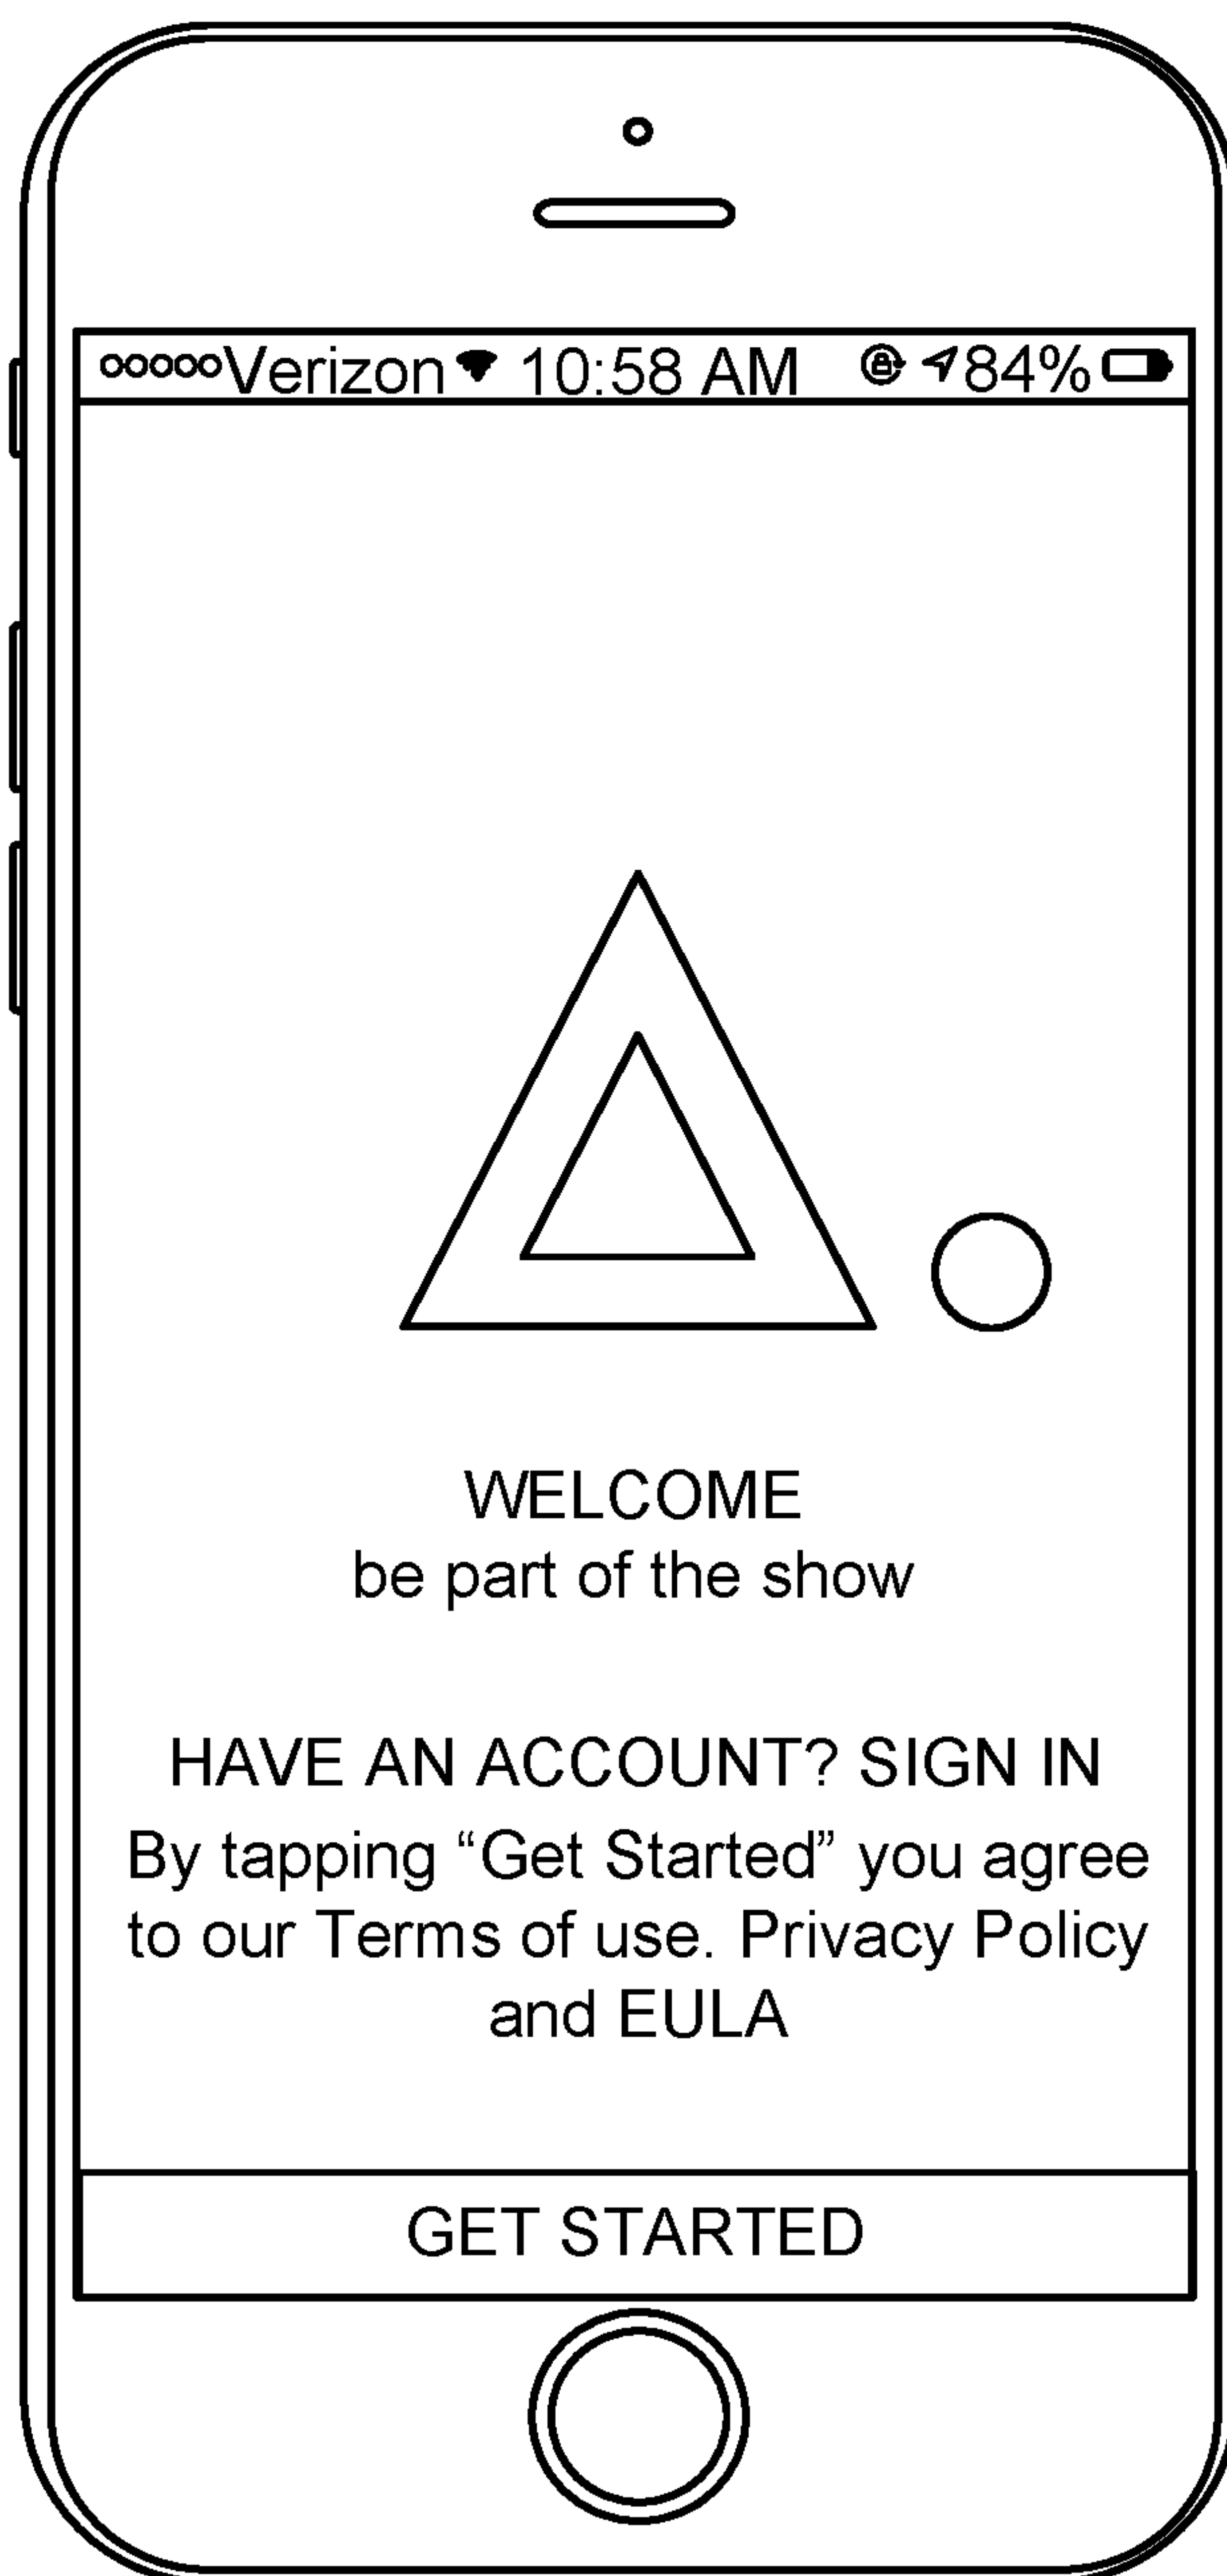 Verizon 10:58 AM 84%
WELCOME
be part of the show
HAVE AN ACCOUNT? SIGN IN
By tapping “Get Started” you agree
to our Terms of use. Privacy Policy
and EULA
GET STARTED